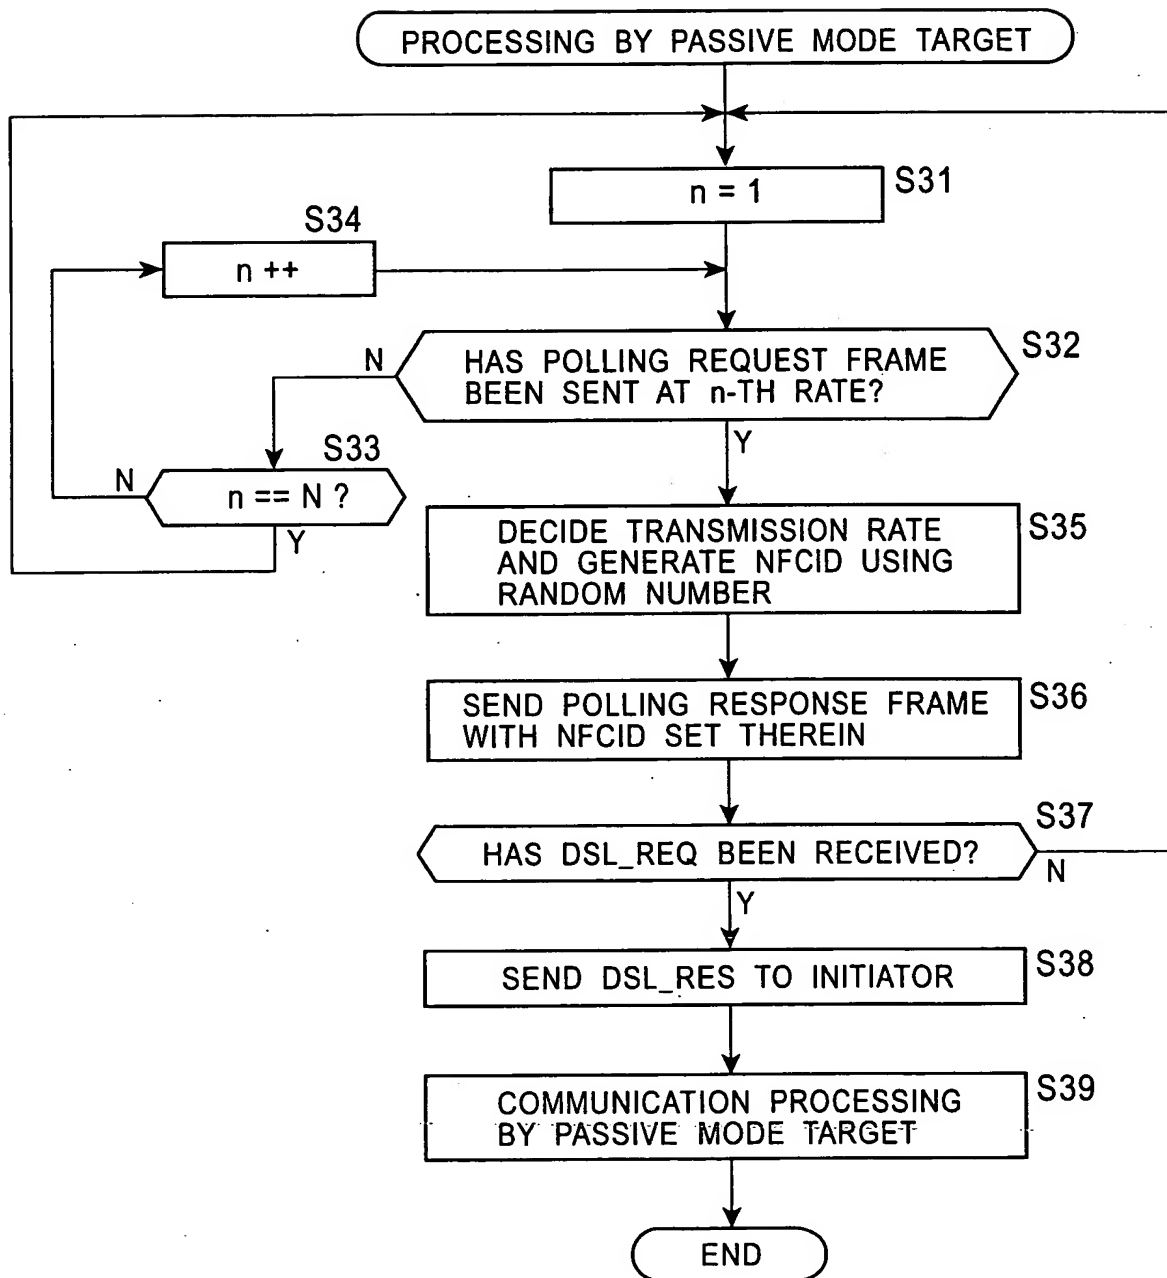 PROCESSING BY PASSIVE MODE TARGET
n = 1
S31
S34
n ++
HAS POLLING REQUEST FRAME
BEEN SENT AT n-TH RATE?
S32
N
Y
S33
n == N ?
N
Y
DECIDE TRANSMISSION RATE
AND GENERATE NFCID USING
RANDOM NUMBER
S35
SEND POLLING RESPONSE FRAME
WITH NFCID SET THEREIN
S36
HAS DSL_REQ BEEN RECEIVED?
S37
N
Y
SEND DSL_RES TO INITIATOR
S38
COMMUNICATION PROCESSING
BY PASSIVE MODE TARGET
S39
END